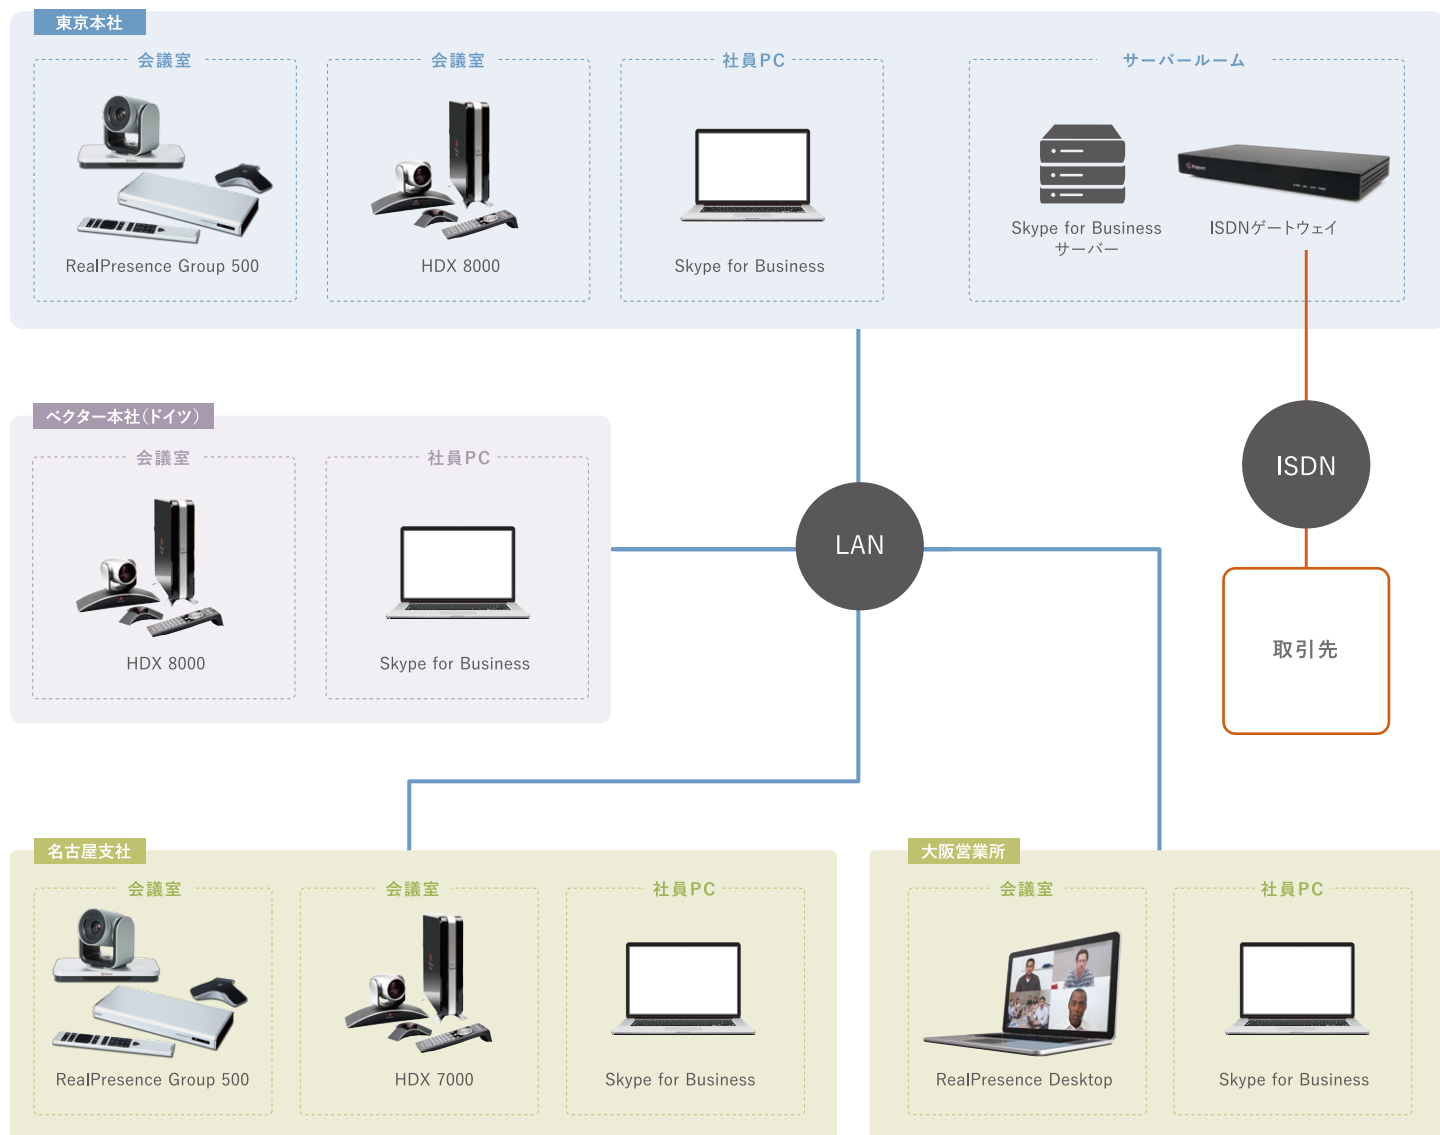 東京本社
会議室
会議室
社員PC
サーバールーム
RealPresence Group 500
HDX 8000
Skype for Business
Skype for Business
サーバー
ISDNゲートウェイ
ベクター本社(ドイツ)
会議室
社員PC
HDX 8000
Skype for Business
LAN
ISDN
取引先
名古屋支社
会議室
会議室
社員PC
RealPresence Group 500
HDX 7000
Skype for Business
大阪営業所
会議室
社員PC
RealPresence Desktop
Skype for Business